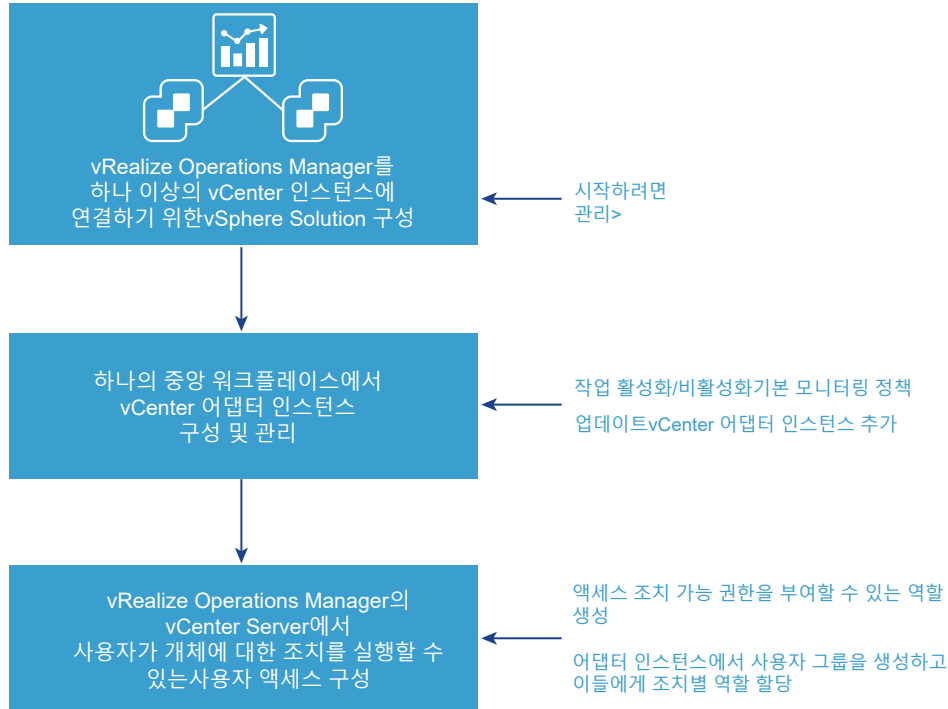 vRealize Operations Manager를
하나 이상의 vCenter 인스턴스에
연결하기 위한vSphere Solution 구성
시작하려면
관리>
하나의 중앙 워크플레이스에서
vCenter 어댑터 인스턴스
구성 및 관리
작업 활성화/비활성화기본 모니터링 정책
업데이트vCenter 어댑터 인스턴스 추가
vRealize Operations Manager의
vCenter Server에서
사용자가 개체에 대한 조치를 실행할 수
있는사용자 액세스 구성
액세스 조치 가능 권한을 부여할 수 있는 역할
생성
어댑터 인스턴스에서 사용자 그룹을 생성하고
이들에게 조치별 역할 할당